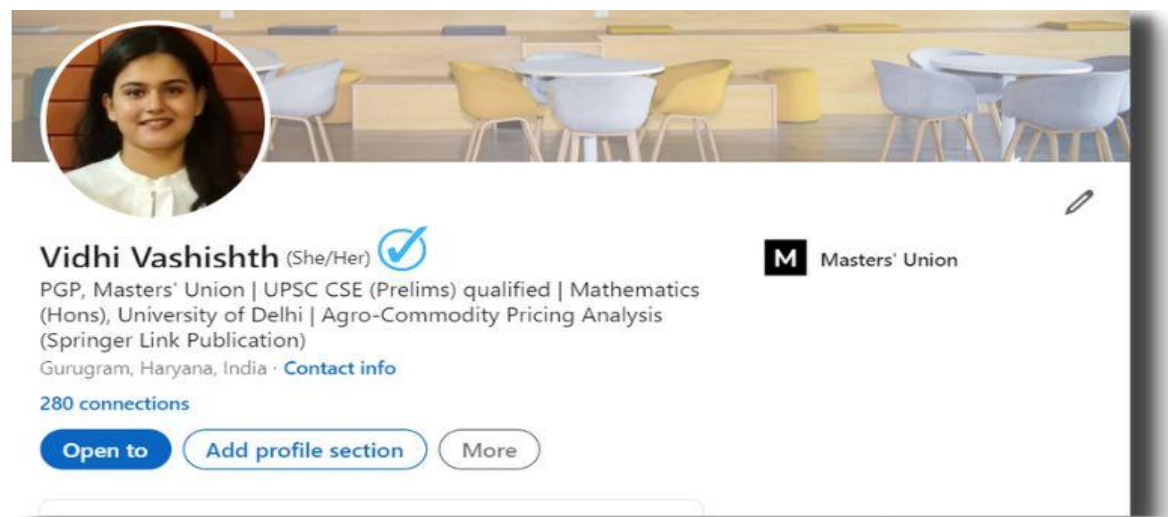 Vidhi Vashishth (She/Her)
PGP, Masters' Union | UPSC CSE (Prelims) qualified | Mathematics
(Hons), University of Delhi | Agro-Commodity Pricing Analysis
(Springer Link Publication)
Gurugram, Haryana, India · Contact info
280 connections
Open to
Add profile section
More
M
Masters' Union